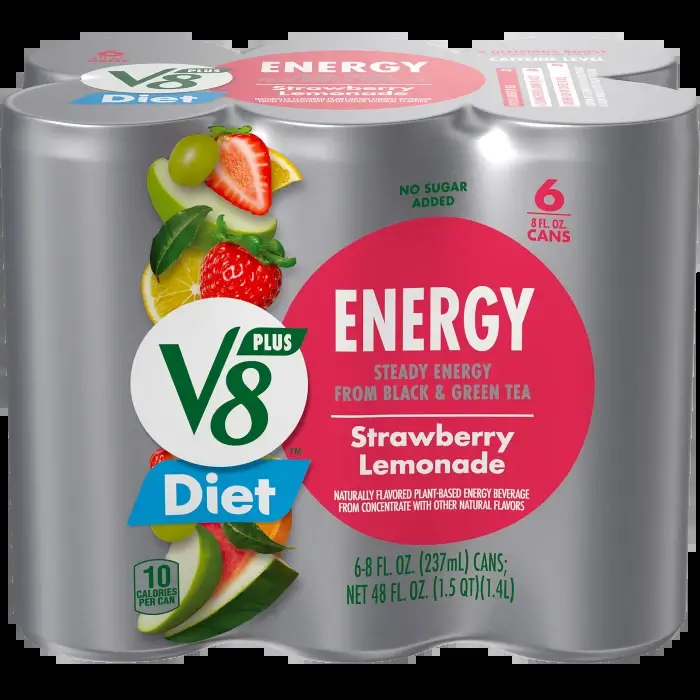 6
V8 PLUS
Diet
ENERGY
Strawberry
Lemonade
CAFFEINE LEVEL
NO SUGAR
ADDED
6
8 FL. OZ.
CANS
ENERGY
STEADY ENERGY
FROM BLACK & GREEN TEA
Strawberry
Lemonade
NATURALLY FLAVORED PLANT-BASED ENERGY BEVERAGE
FROM CONCENTRATE WITH OTHER NATURAL FLAVORS
V8 PLUS
Diet™
10
CALORIES
PER CAN
6-8 FL. OZ. (237mL) CANS;
NET 48 FL. OZ. (1.5 QT)(1.4L)